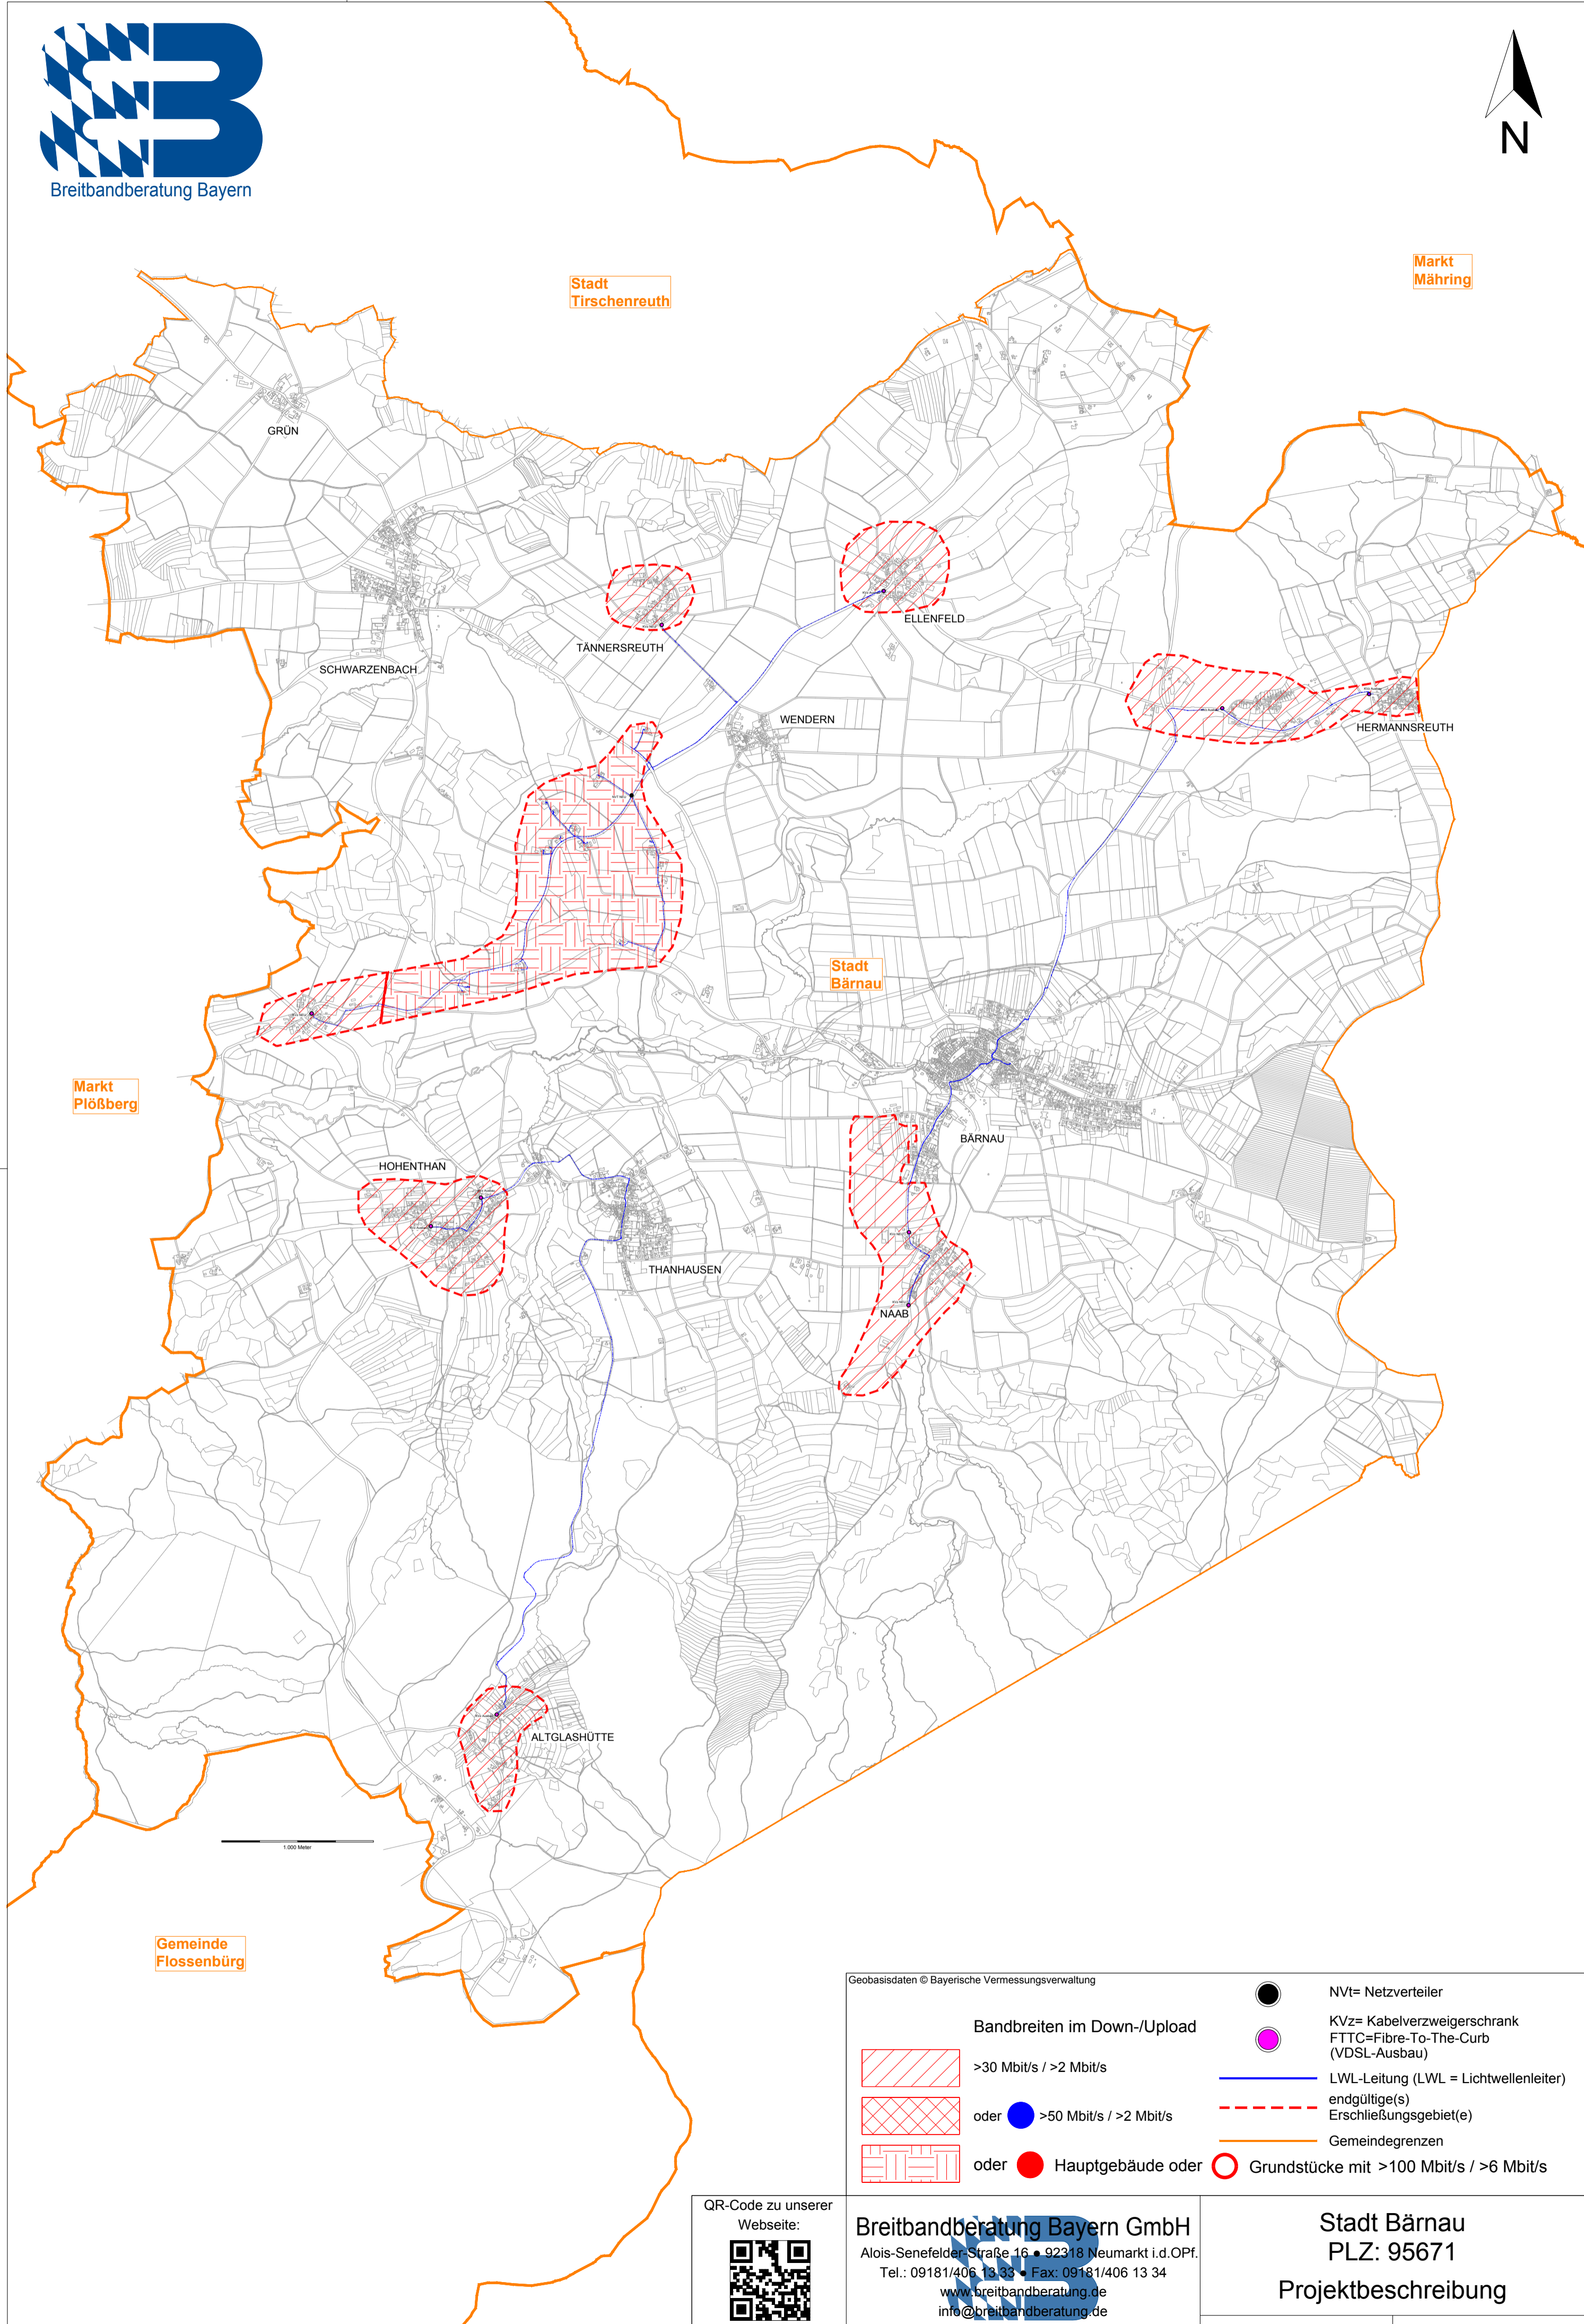 Breitbandberatung Bayern
N
Stadt
Tirschenreuth
Markt
Mähring
GRÜN
ELLENFELD
TÄNNERSREUTH
SCHWARZENBACH
WENDERN
HERMANNSREUTH
Stadt
Bärnau
Markt
Plößberg
BÄRNAU
HOHENTHAN
THANHAUSEN
NAAB
ALTGLASHÜTTE
1.000 Meter
Gemeinde
Flossenbürg
Geobasisdaten © Bayerische Vermessungsverwaltung
Bandbreiten im Down-/Upload
>30 Mbit/s / >2 Mbit/s
oder >50 Mbit/s / >2 Mbit/s
oder Hauptgebäude oder Grundstücke mit >100 Mbit/s / >6 Mbit/s
NVt= Netzverteiler
KVz= Kabelverzweigerschrank
FTTC=Fibre-To-The-Curb
(VDSL-Ausbau)
LWL-Leitung (LWL = Lichtwellenleiter)
endgültige(s)
Erschließungsgebiet(e)
Gemeindegrenzen
QR-Code zu unserer
Webseite:
Breitbandberatung Bayern GmbH
Alois-Senefelder-Straße 16 ● 92318 Neumarkt i.d.OPf.
Tel.: 09181/406 13 33 ● Fax: 09181/406 13 34
www.breitbandberatung.de
info@breitbandberatung.de
Stadt Bärnau
PLZ: 95671
Projektbeschreibung